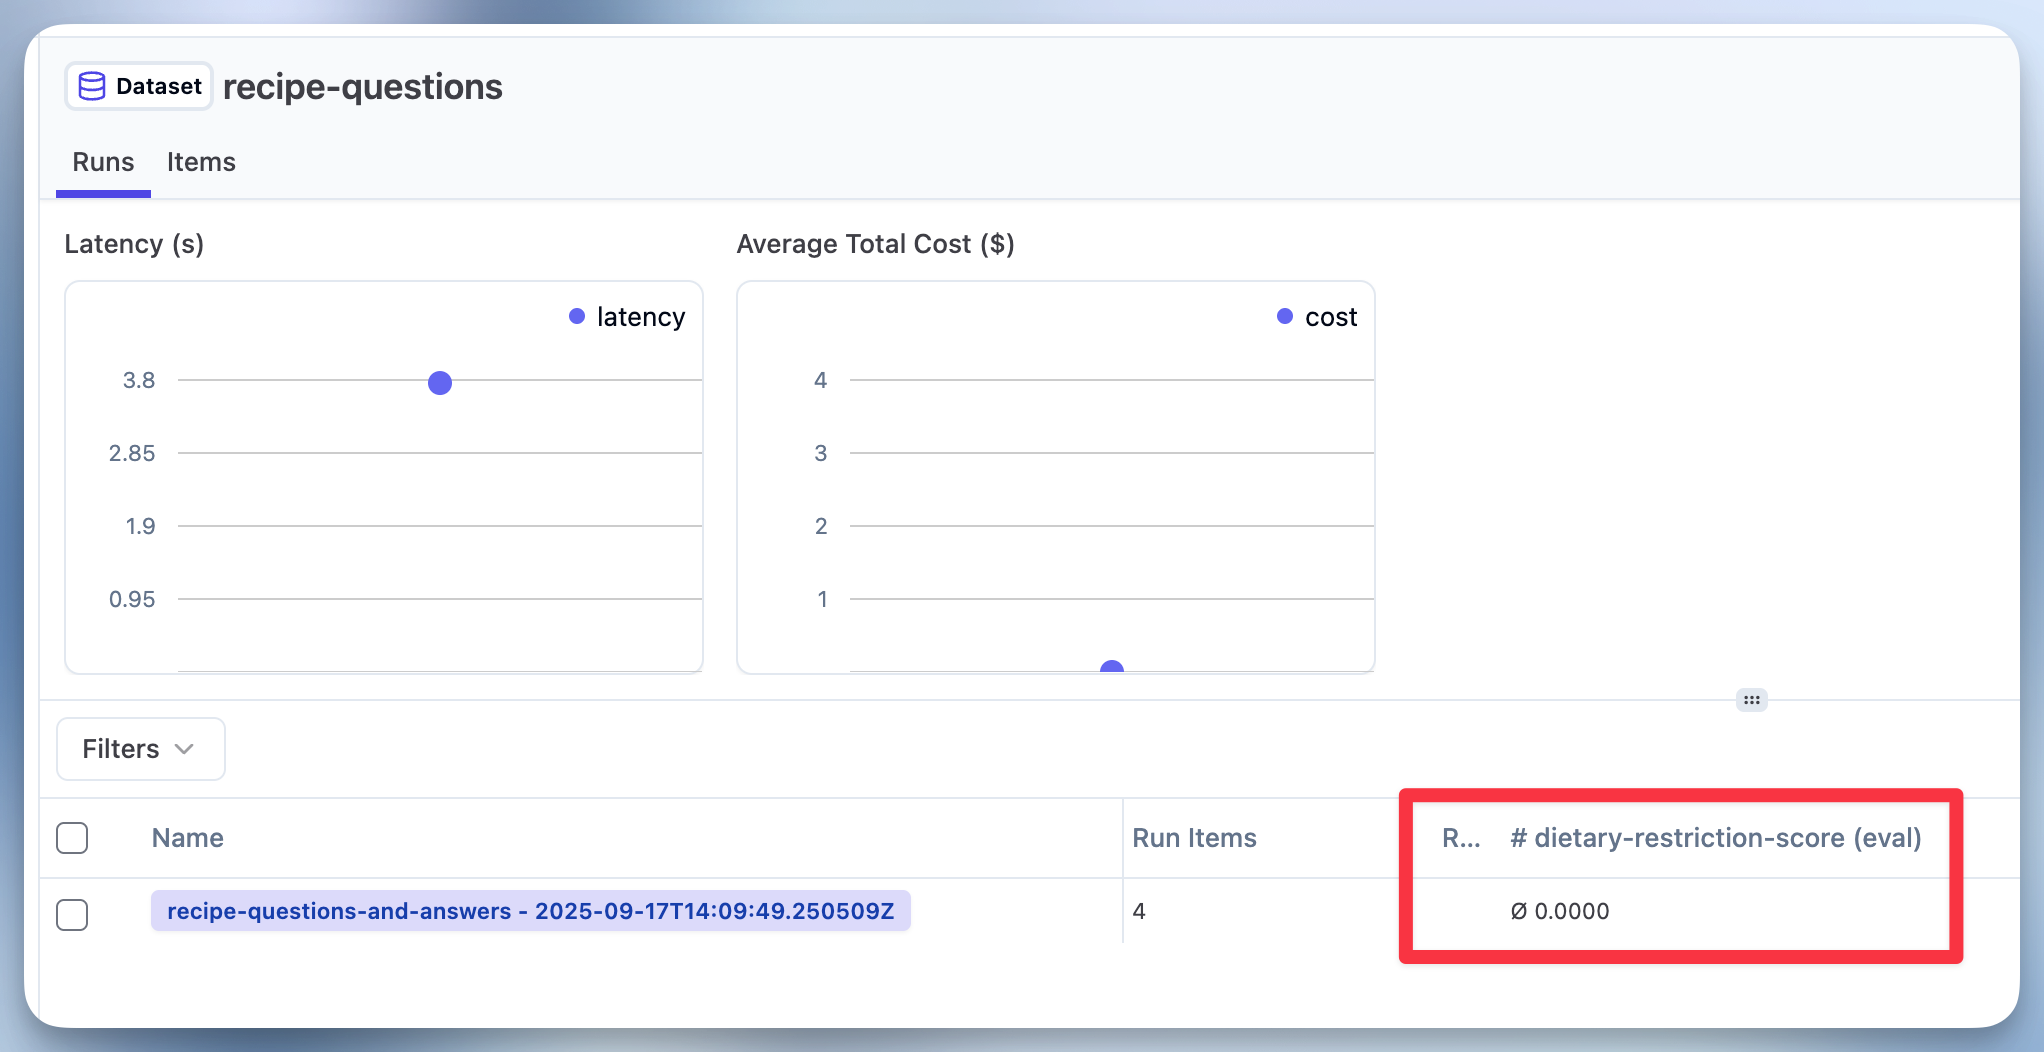 Dataset recipe-questions
Runs Items
Latency (s)
latency
3.8
2.85
1.9
0.95
Average Total Cost ($)
cost
4
3
2
1
Filters
Name Run Items R... # dietary-restriction-score (eval)
recipe-questions-and-answers - 2025-09-17T14:09:49.250509Z 4 Ø 0.0000